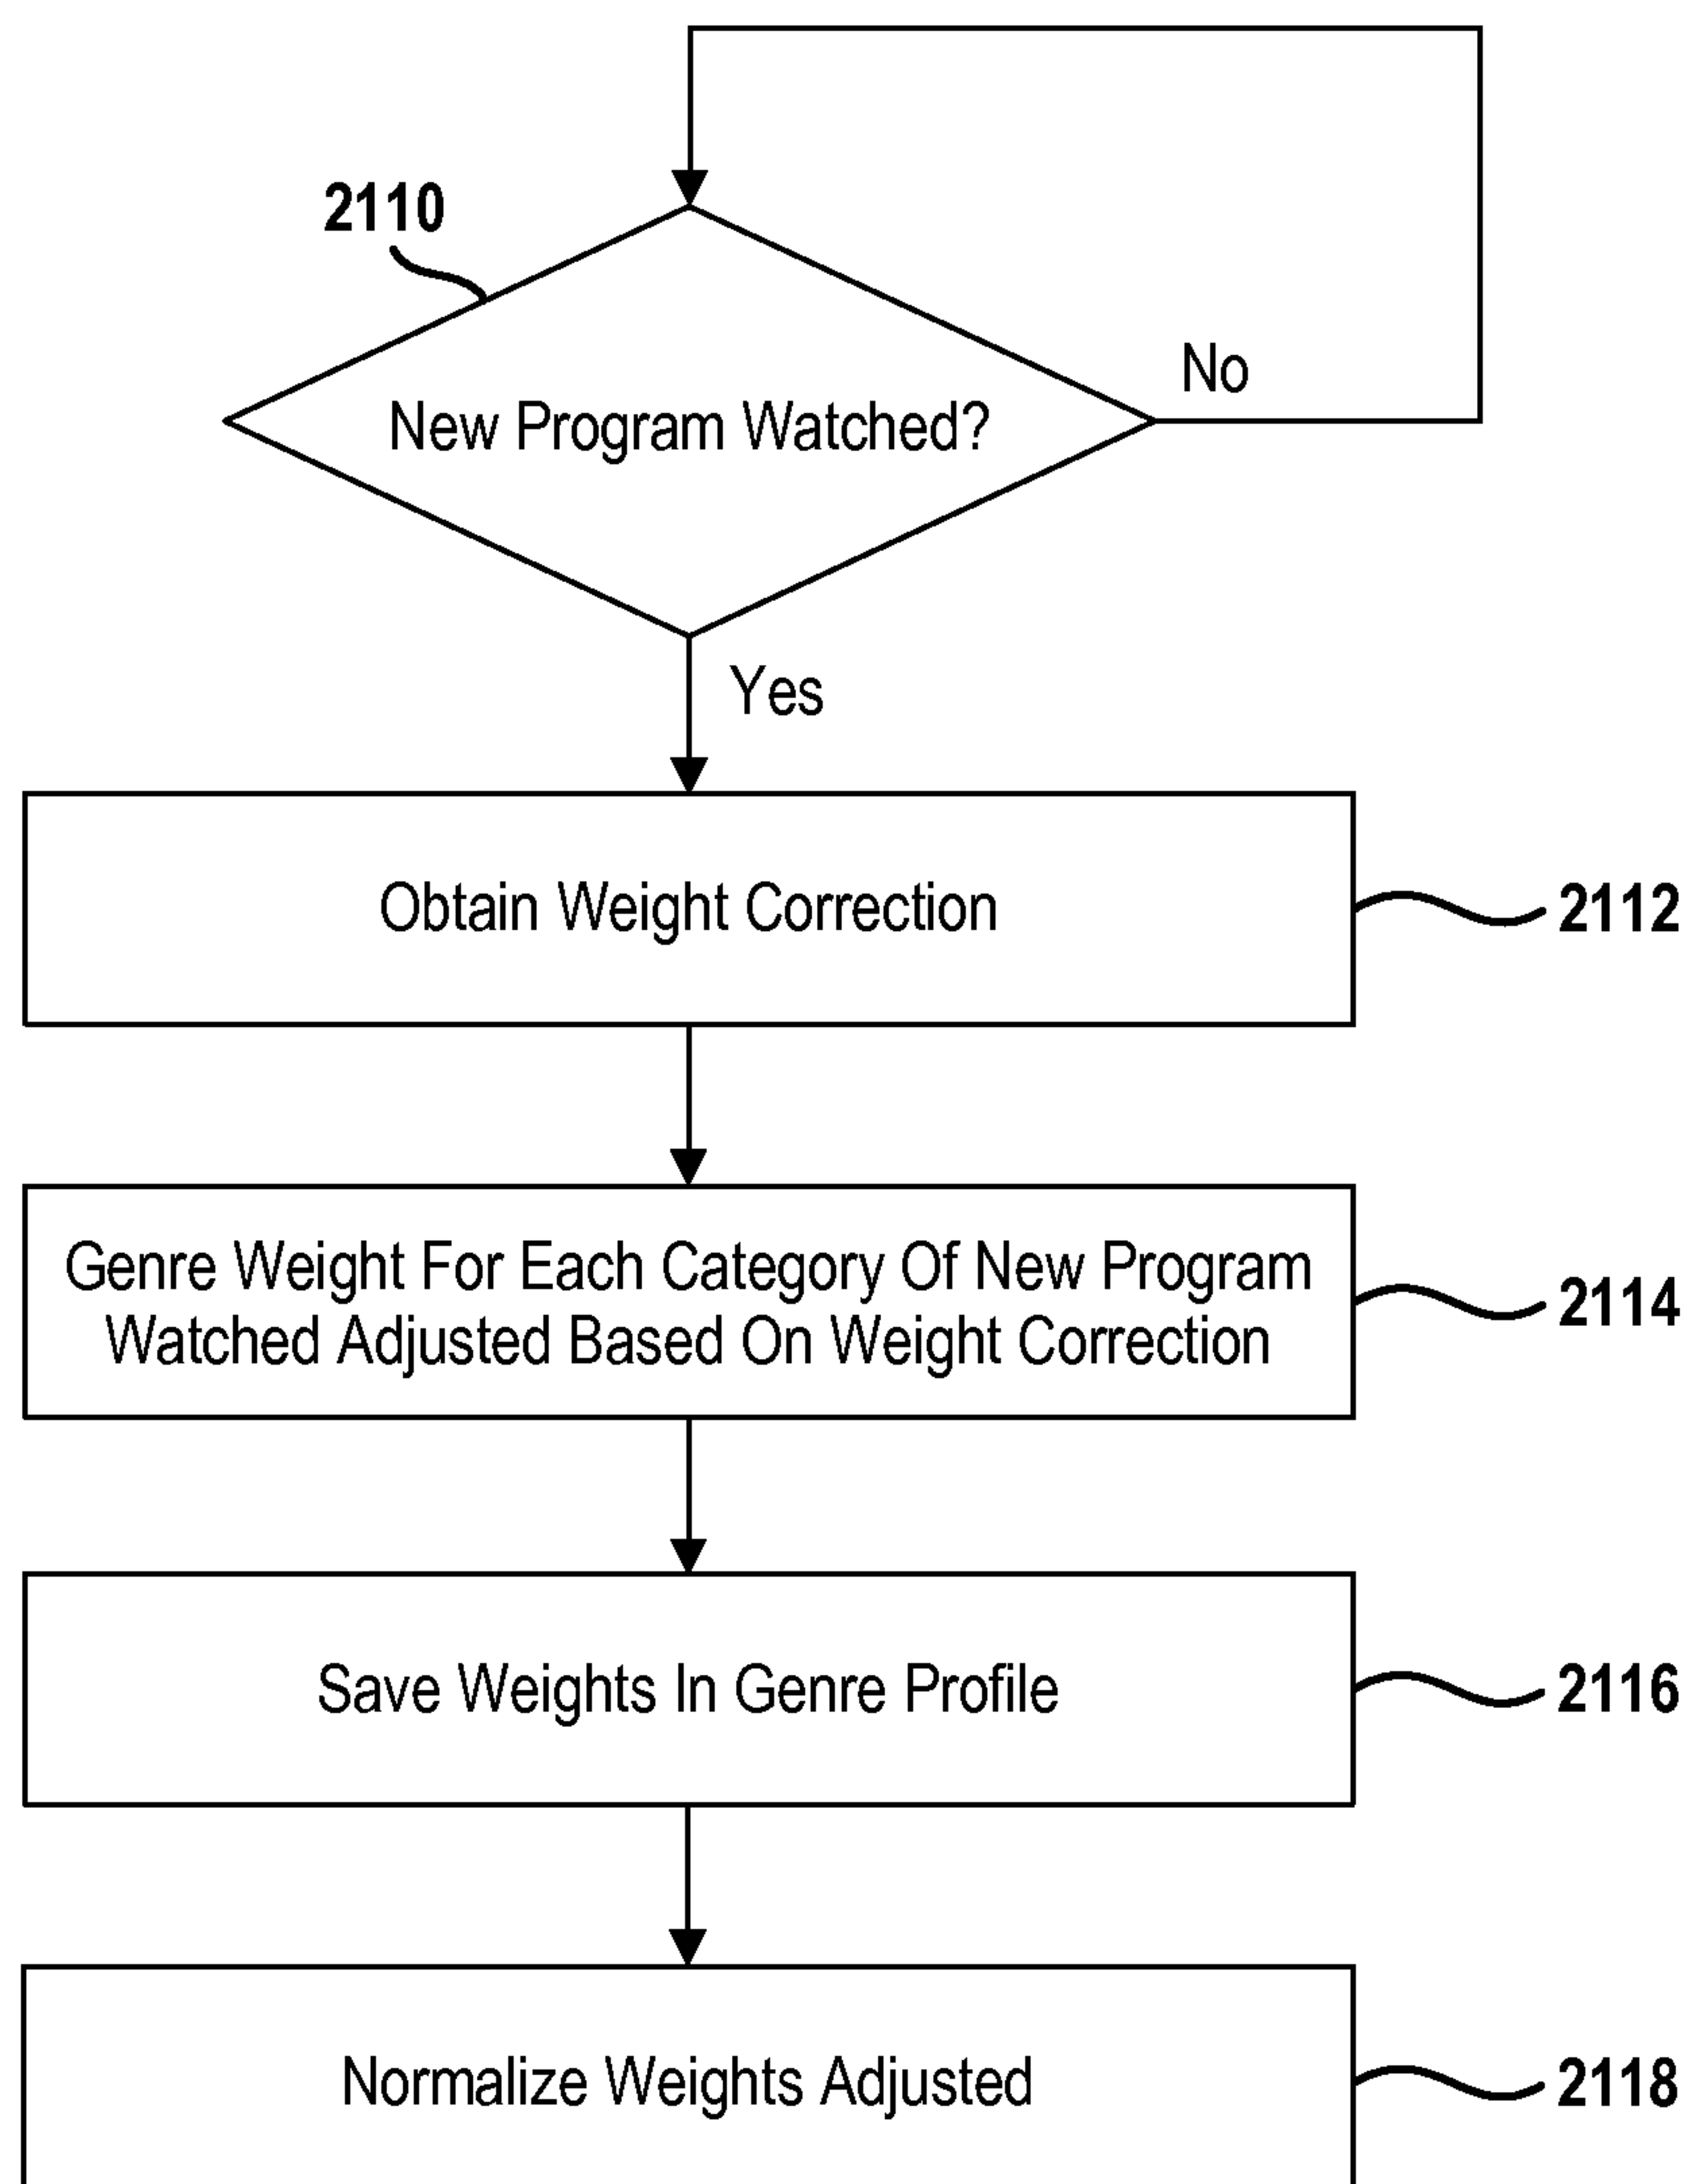 2110
New Program Watched?
No
Yes
Obtain Weight Correction
2112
Genre Weight For Each Category Of New Program
Watched Adjusted Based On Weight Correction
2114
Save Weights In Genre Profile
2116
Normalize Weights Adjusted
2118